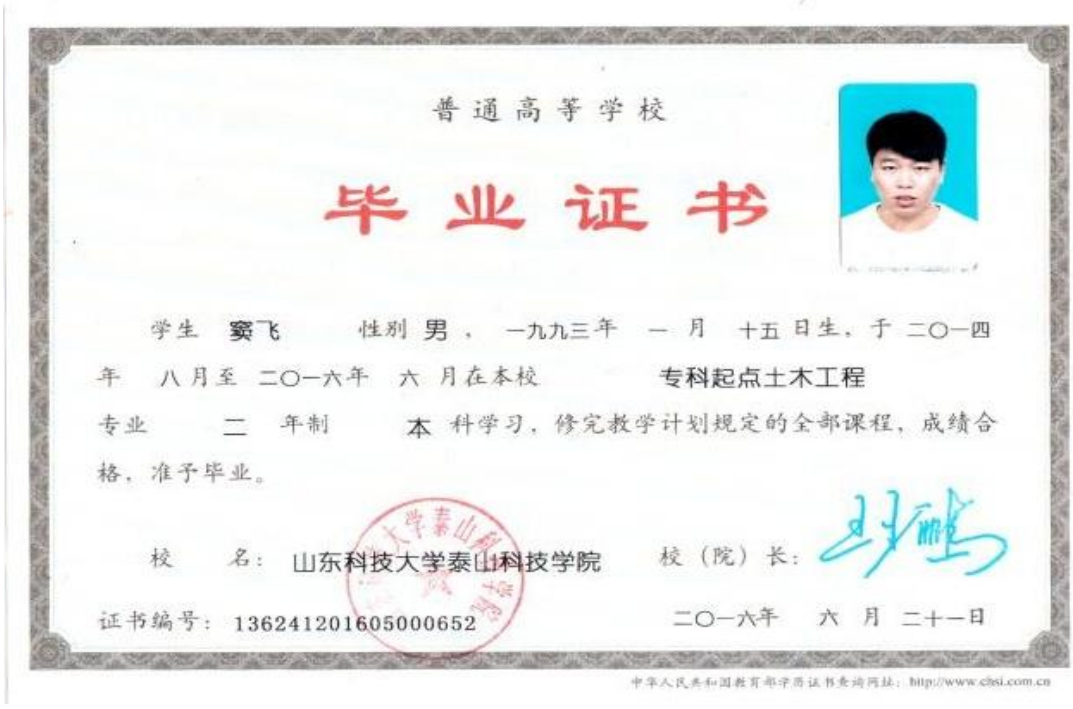 普通高等学校
毕业证书
学生 窦飞 性别 男 ，一九九三年 一 月 十五 日生，于 二〇一四
年 八 月至 二〇一六年 六 月在本校 专科起点土木工程
专业 二 年制 本 科学习，修完教学计划规定的全部课程，成绩合
格，准予毕业。
校 名： 山东科技大学泰山科技学院 校（院）长：
证书编号： 136241201605000652 二〇一六年 六 月 二十一日
中华人民共和国教育部学历证书查询网址： http://www.chsi.com.cn